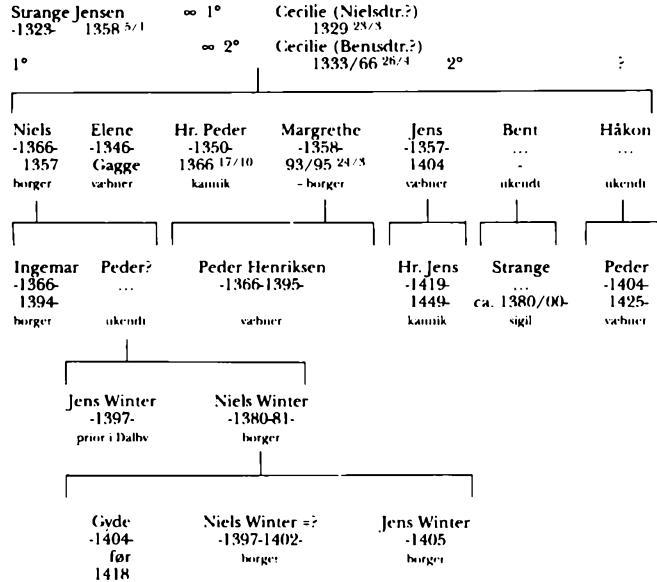 Strange Jensen ∞ 1° Cecilie (Nielsdtr.?)
-1323- 1358 5/1 1329 23/3
∞ 2° Cecilie (Bentsdtr.?)
1° 1333/66 26/4 2° ?
Niels Elene Hr. Peder Margrethe Jens Bent Håkon
-1366- -1346- -1350- -1358- -1357- ... ...
1357 Gagge 1366 17/10 93/95 24/3 1404 -
borger væbner kannik - borger væbner ukendt ukendt
Ingemar Peder? Peder Henriksen Hr. Jens Strange Peder
-1366- ... -1366-1395- -1419- ... -1404-
1394- 1449- ca. 1380/00- 1425-
borger ukendt væbner kannik sigil væbner
Jens Winter Niels Winter
-1397- -1380-81-
prior i Dalby borger
Gyde Niels Winter =? Jens Winter
-1404- -1397-1402- -1405
før borger borger
1418